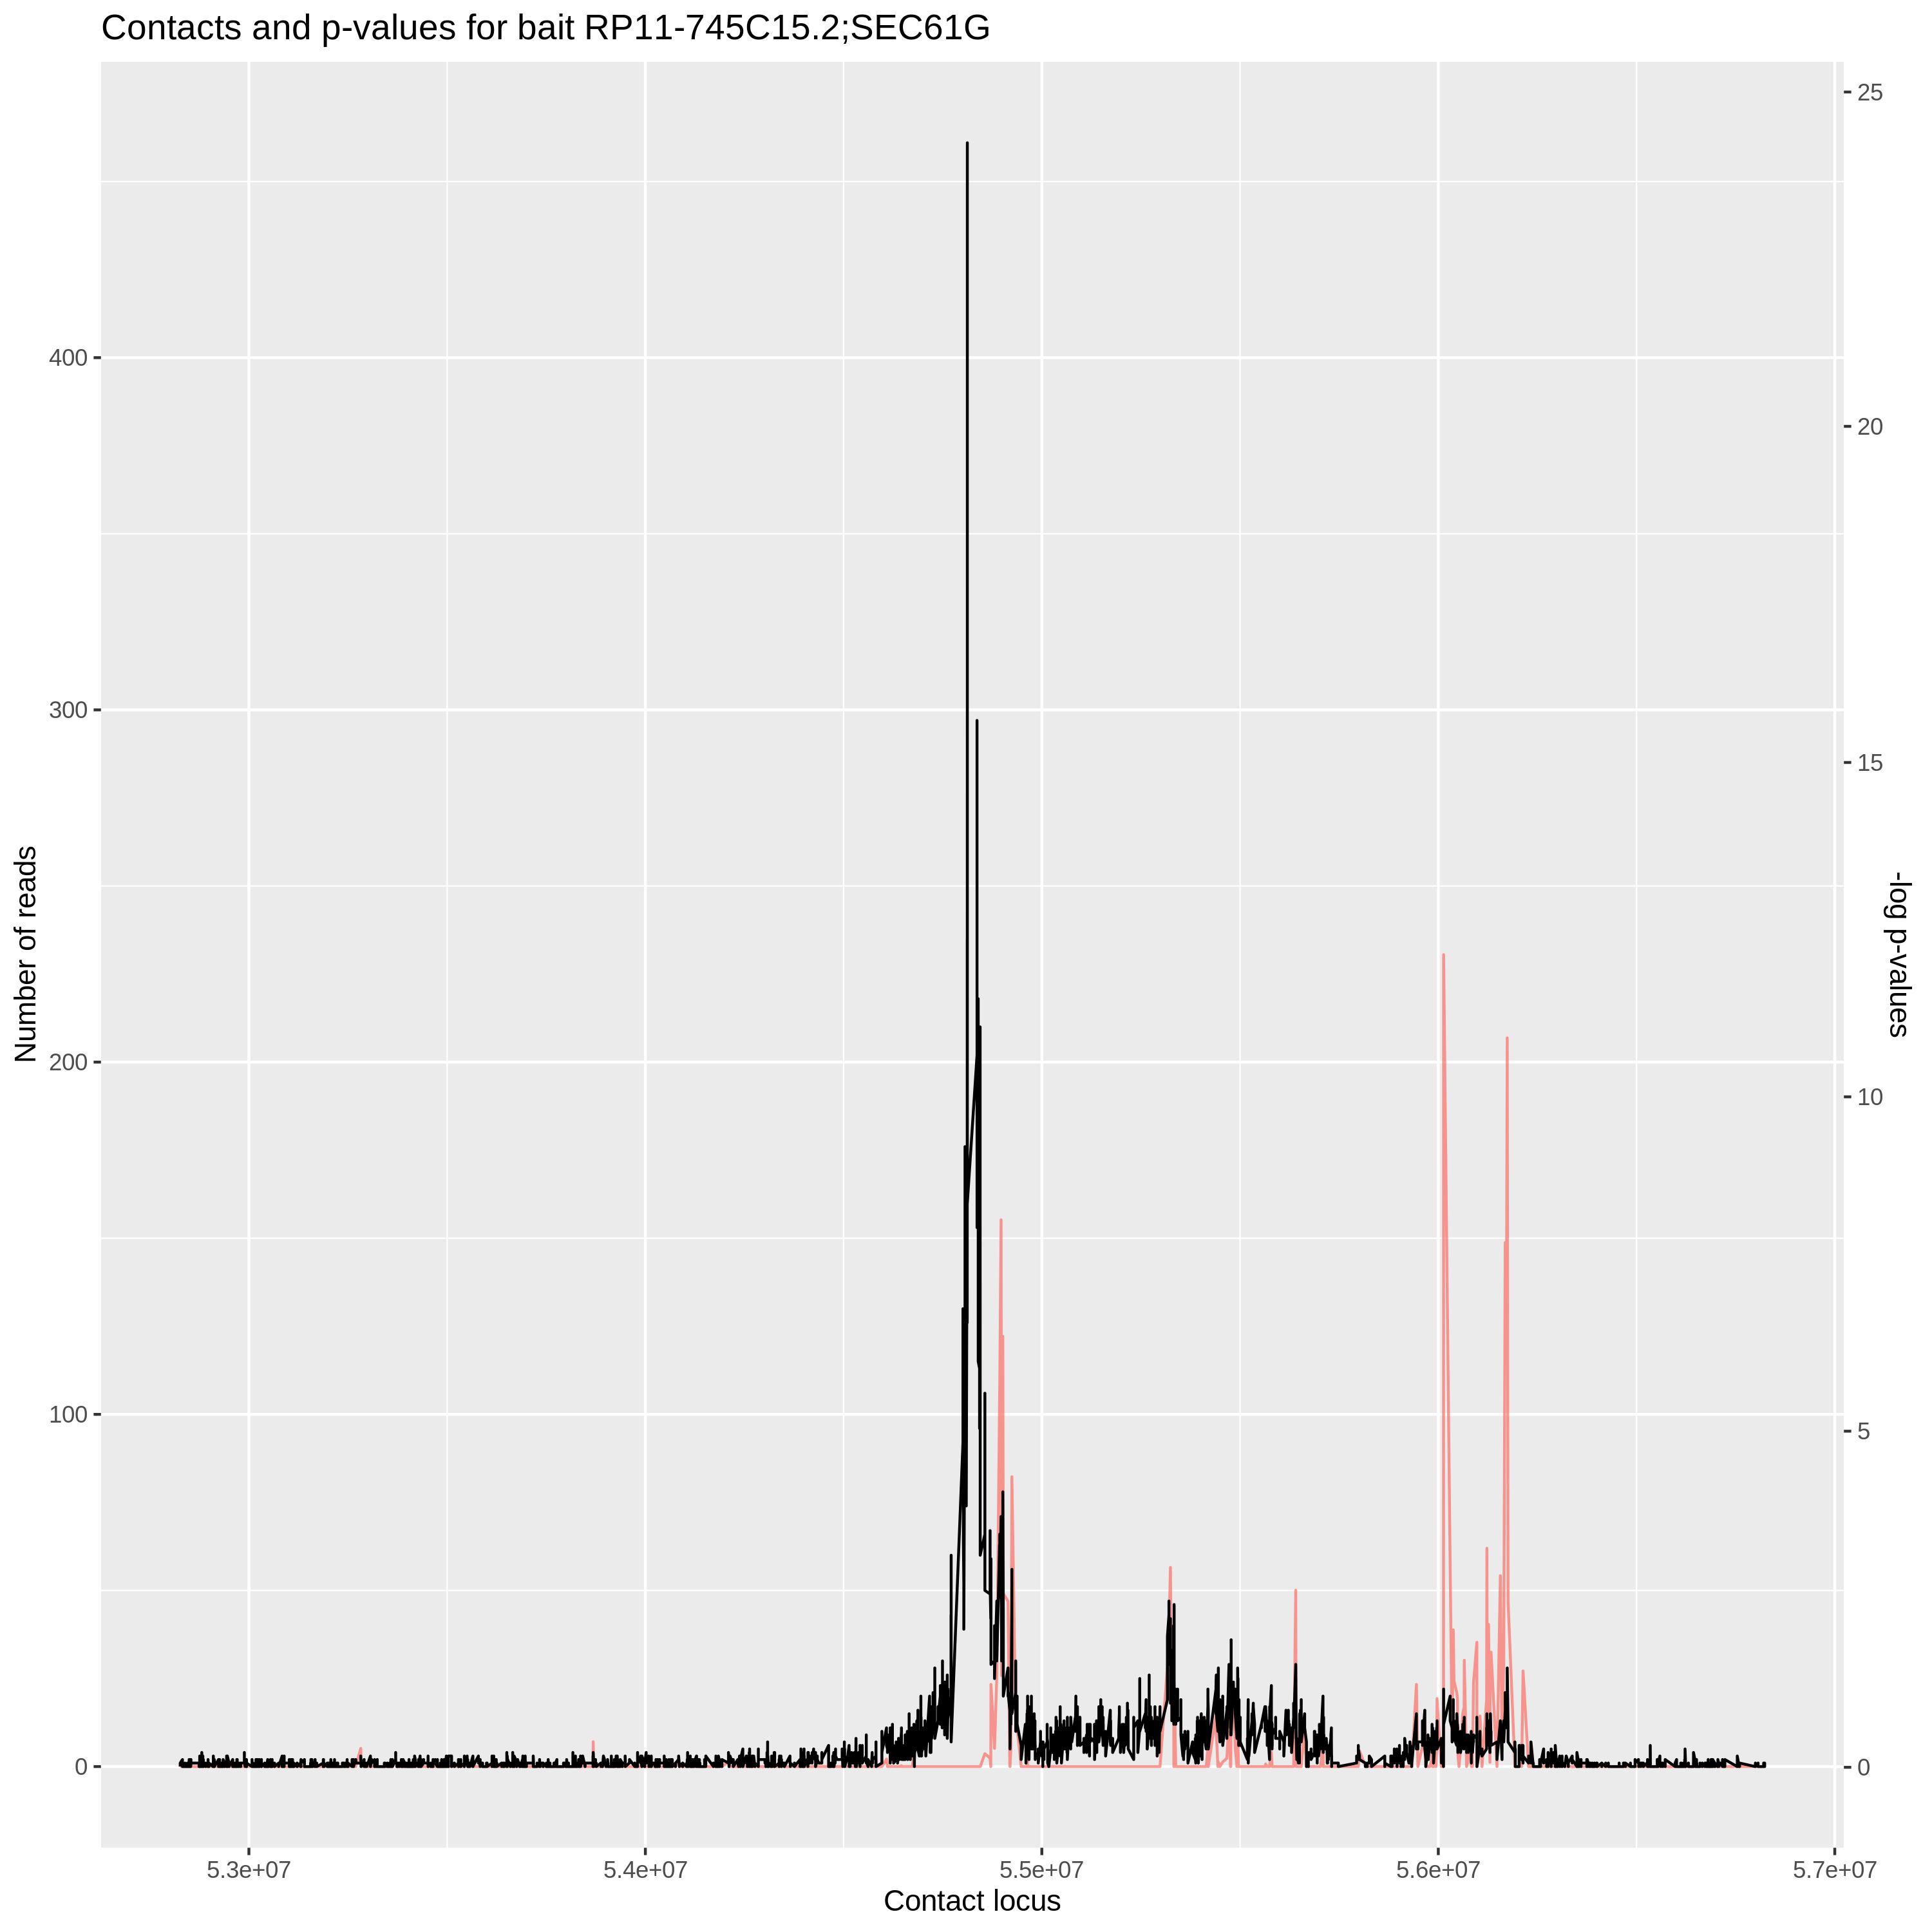 Contacts and p-values for bait RP11-745C15.2;SEC61G
Number of reads
400
300
200
100
0
25
20
15
10
5
0
-log p-values
5.3e+07
5.4e+07
5.5e+07
5.6e+07
5.7e+07
Contact locus